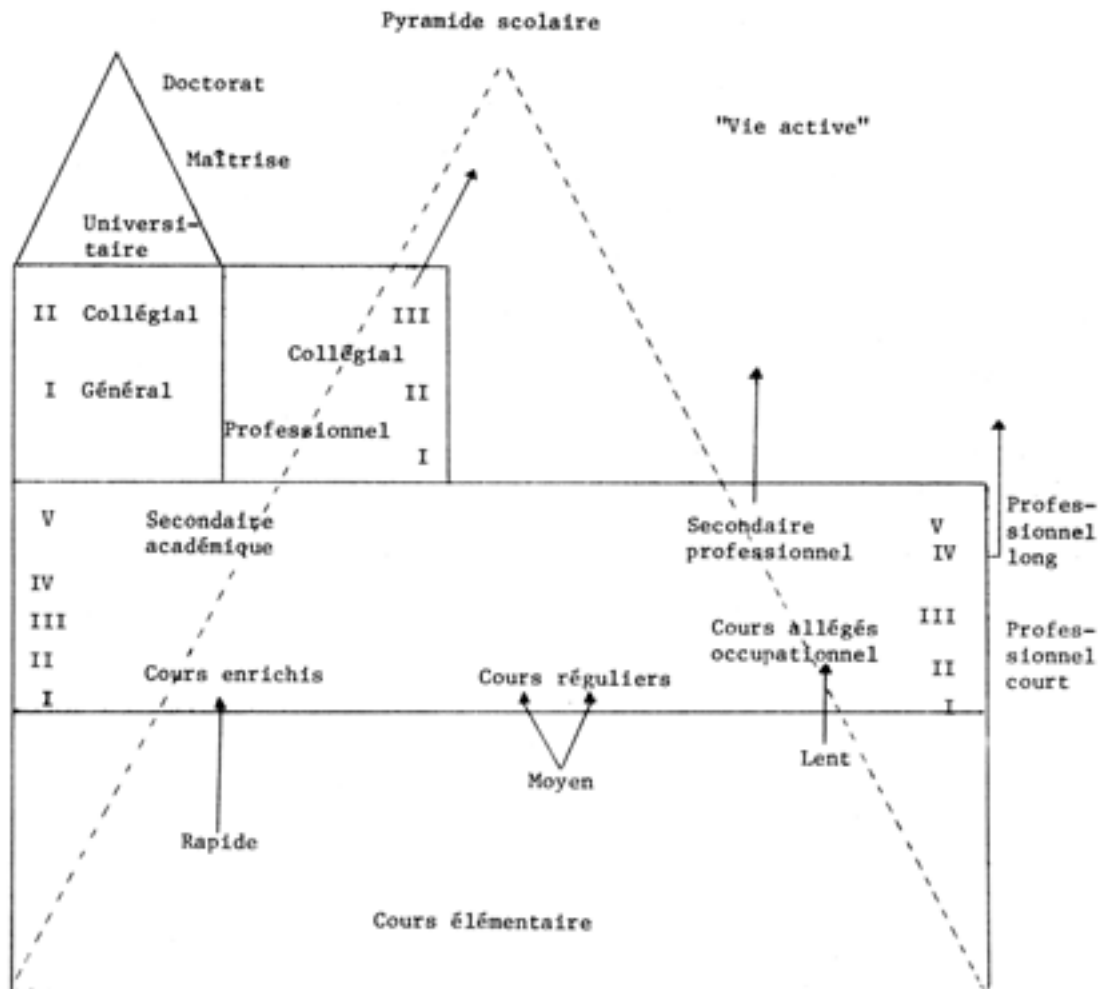 Pyramide scolaire
Doctorat
"Vie active"
Maîtrise
Universi-
taire
II Collégial
III
Collégial
I Général
II
Professionnel
I
V
Secondaire
académique
Secondaire
professionnel
V
IV
Profes-
sionnel
long
IV
III
III
Cours allégés
occupationnel
Profes-
sionnel
court
II
II
Cours enrichis
Cours réguliers
I
I
Lent
Moyen
Rapide
Cours élémentaire